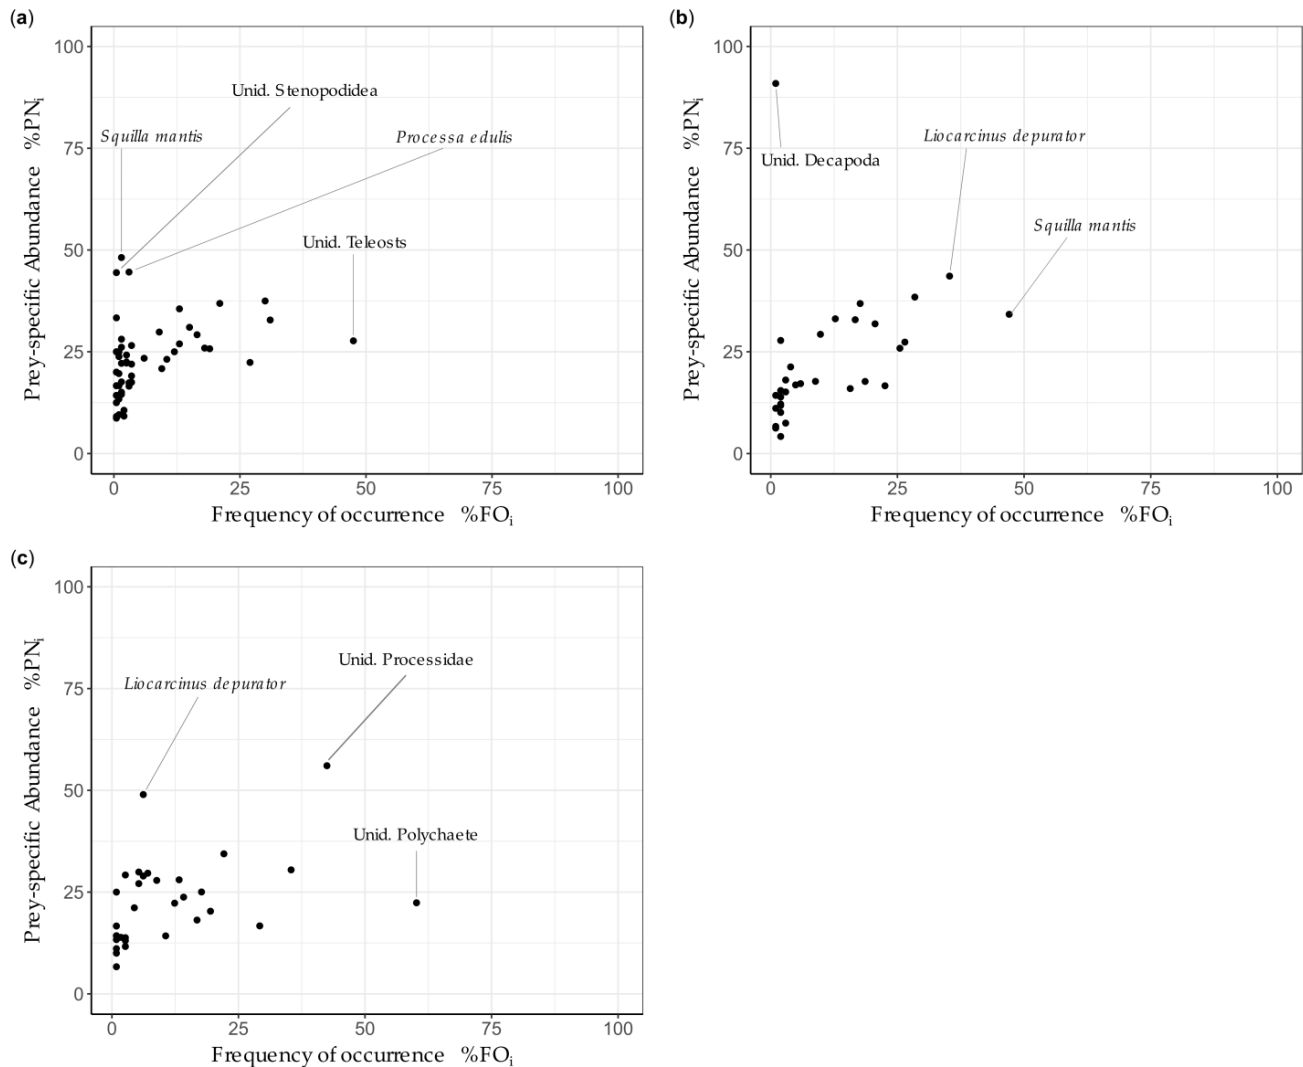 (a)
100
75
50
25
0
Prey-specific Abundance %PNi
Unid. Stenopodidea
Squilla mantis
Processa edulis
Unid. Teleosts
0 25 50 75 100
Frequency of occurrence %FOi
(b)
100
75
50
25
0
Prey-specific Abundance %PNi
Liocarcinus depurator
Unid. Decapoda
Squilla mantis
0 25 50 75 100
Frequency of occurrence %FOi
(c)
100
75
50
25
0
Prey-specific Abundance %PNi
Unid. Processidae
Liocarcinus depurator
Unid. Polychaete
0 25 50 75 100
Frequency of occurrence %FOi